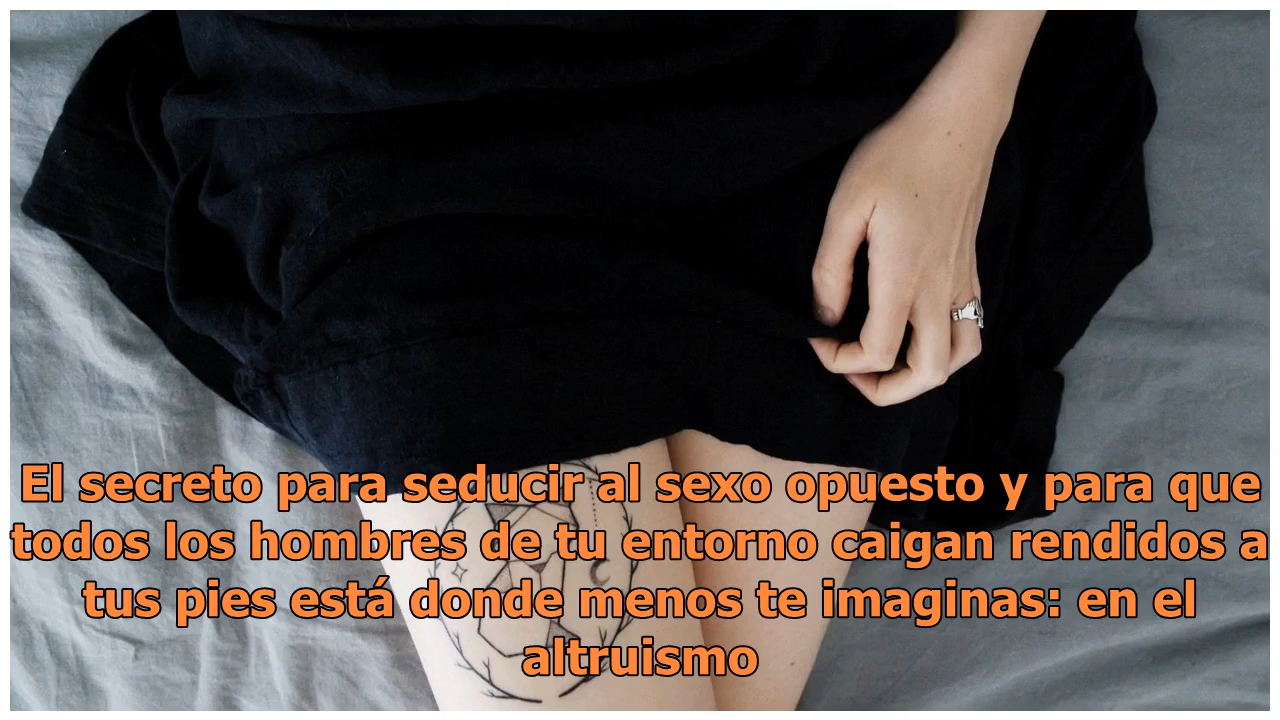 El secreto para seducir al sexo opuesto y para que
todos los hombres de tu entorno caigan rendidos a
tus pies está donde menos te imaginas: en el
altruismo